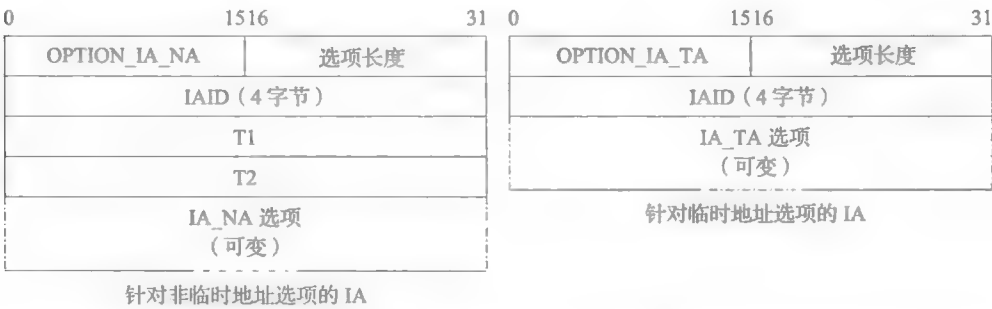 0 1516 31
OPTION_IA_NA 选项长度
IAID（4字节）
T1
T2
IA_NA 选项
（可变）
针对非临时地址选项的 IA
0 1516 31
OPTION_IA_TA 选项长度
IAID（4字节）
IA_TA 选项
（可变）
针对临时地址选项的 IA